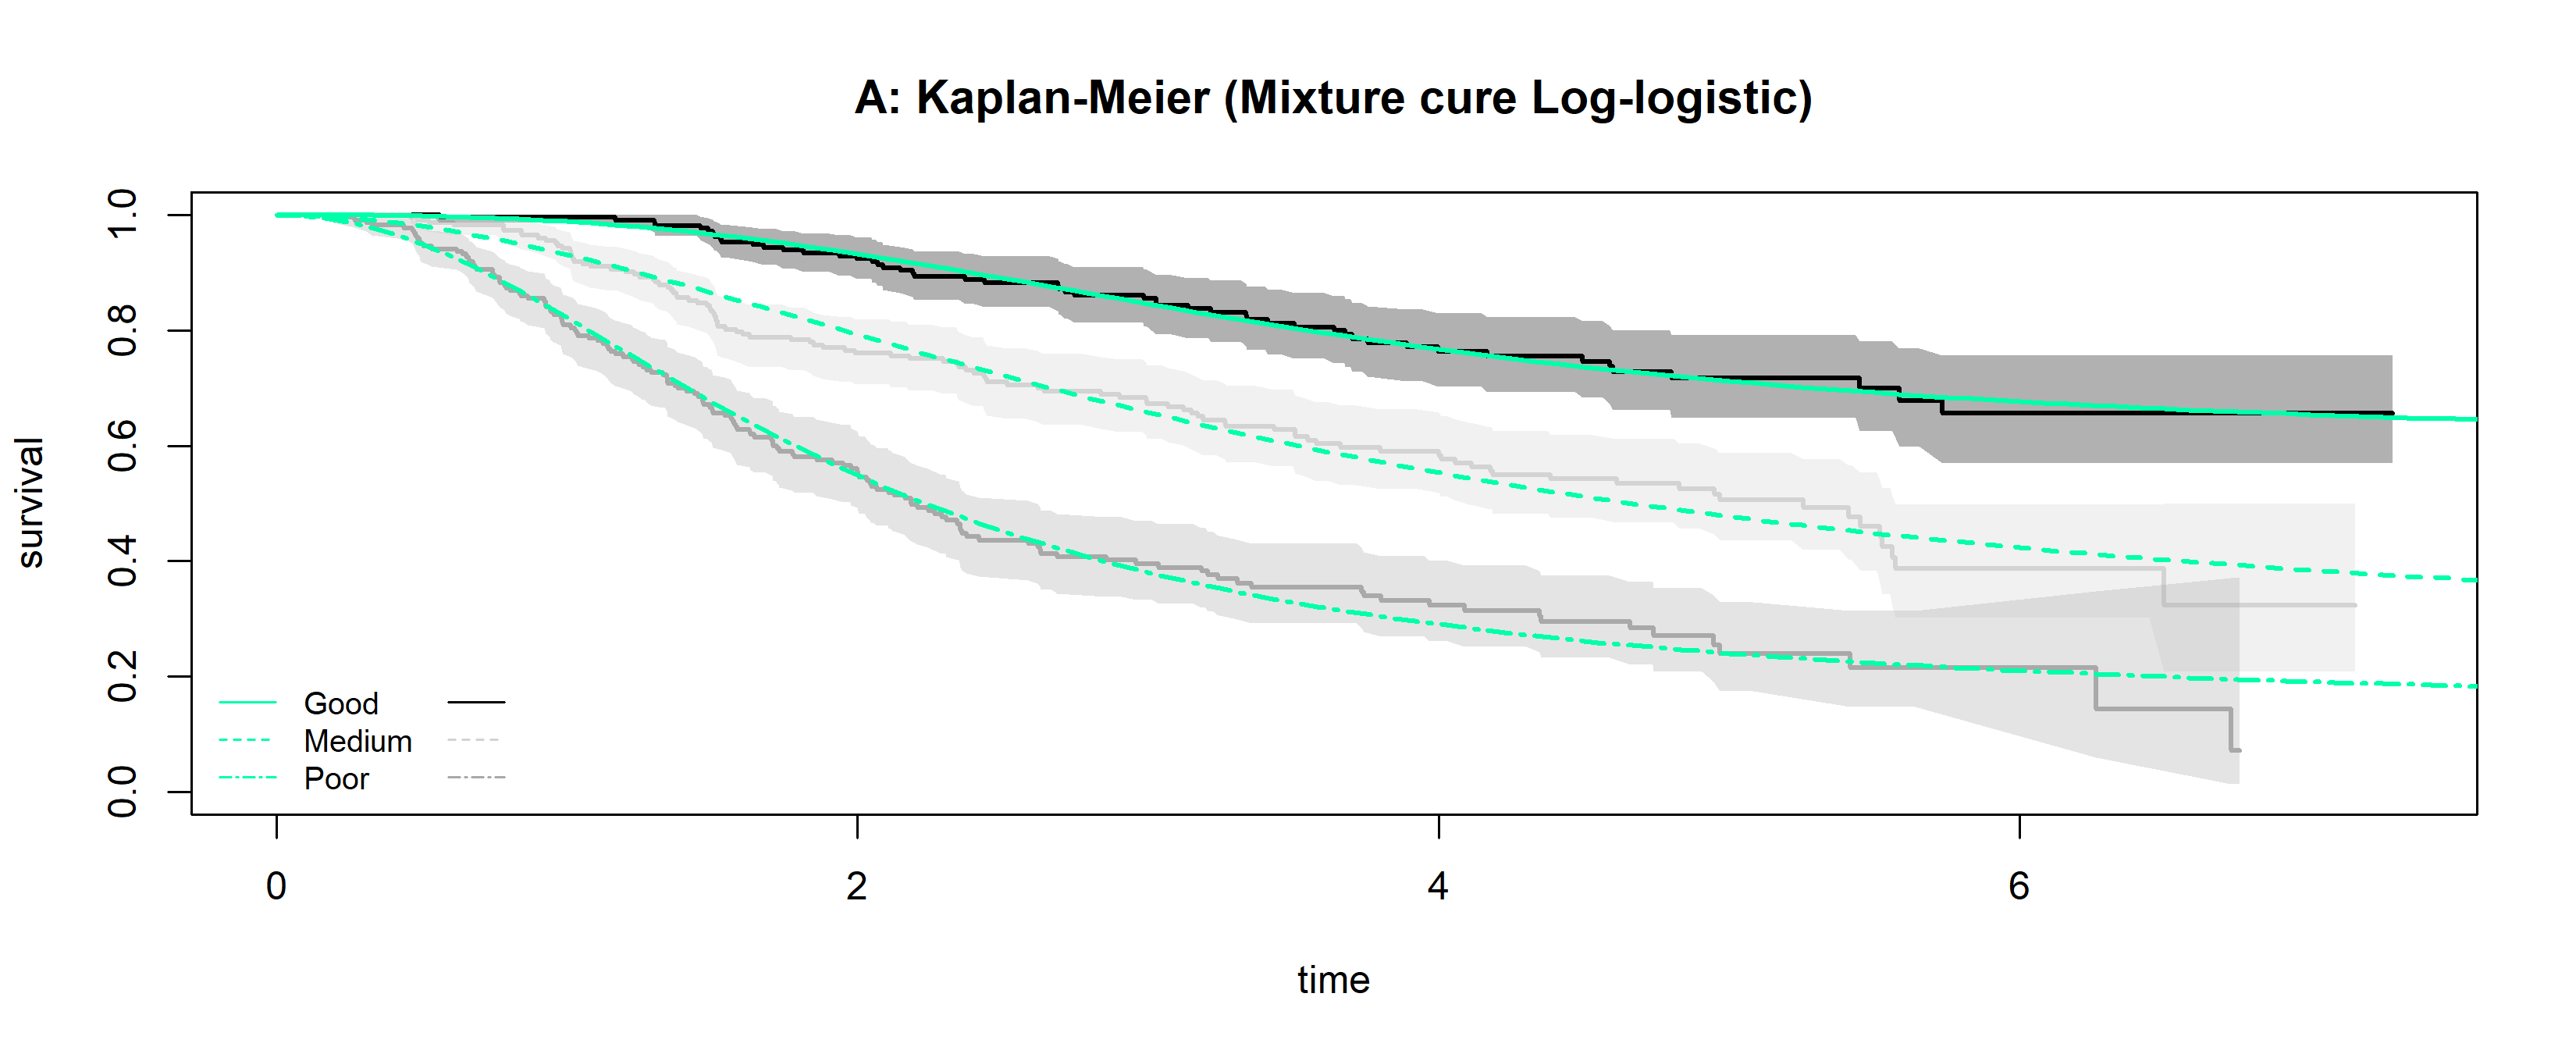 A: Kaplan-Meier (Mixture cure Log-logistic)
survival
1.0
0.8
0.6
0.4
0.2
0.0
Good
Medium
Poor
0 2 4 6
time